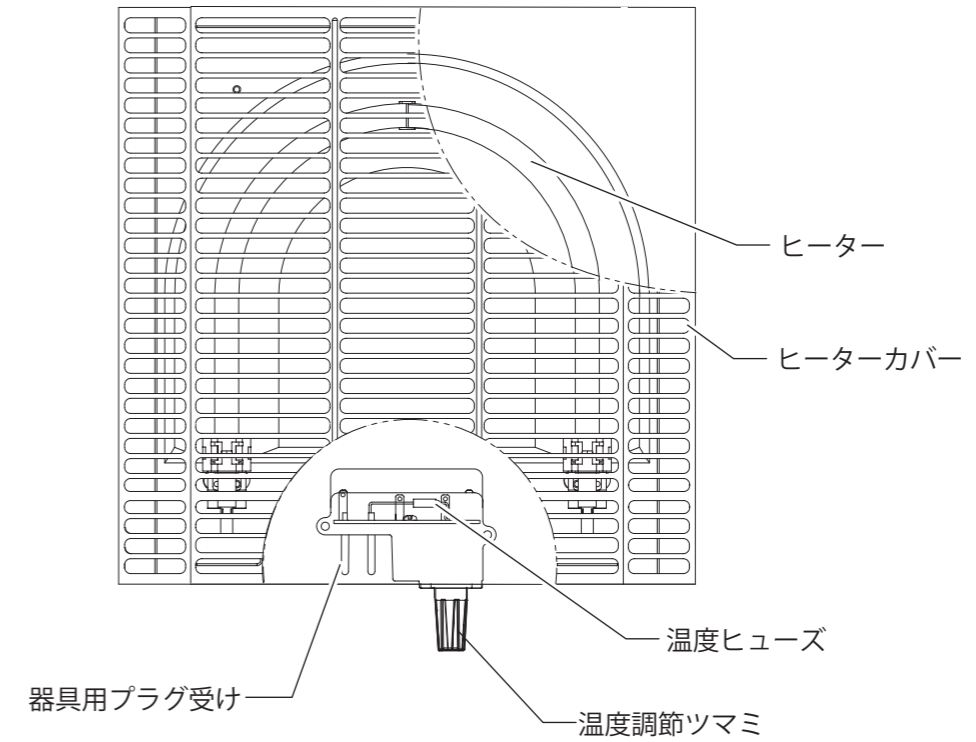 ヒーター
ヒーターカバー
温度ヒューズ
器具用プラグ受け
温度調節ツマミ